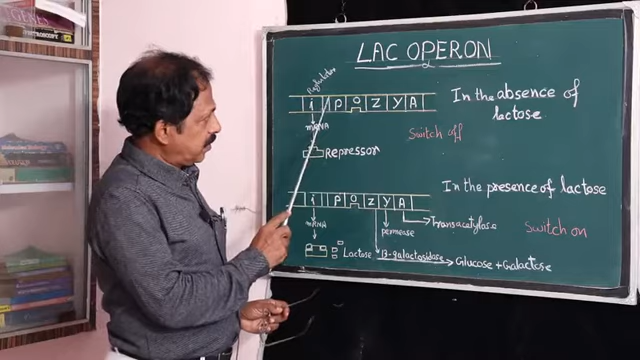 LAC OPERON
i P O Z Y A
In the absence of
lactose
mRNA
Switch off
Repressor
In the presence of lactose
i P O Z Y A
Transacetylase
Switch on
mRNA
permease
Lactose
β-galactosidase
Glucose + Galactose